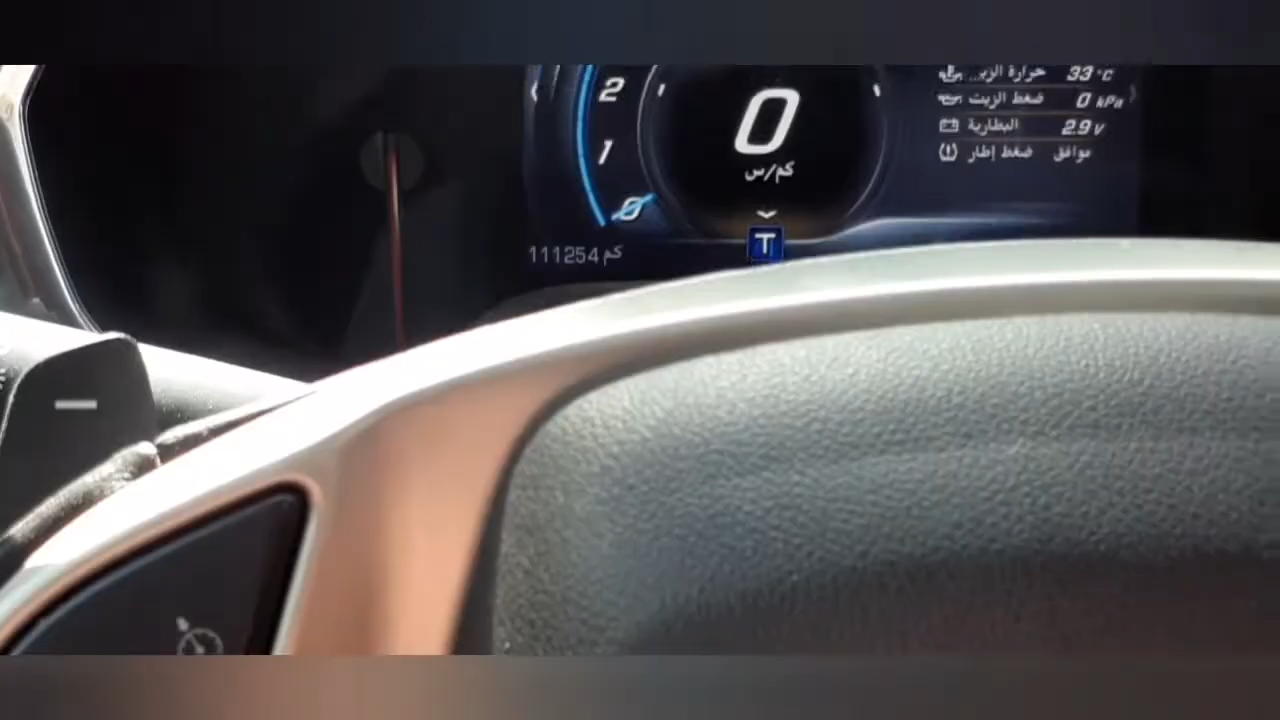 2
1
0
0
كم/س
T
111254 كم
حرارة الزيـ... 33 °C
ضغط الزيت 0 kPa
البطارية 2.9 V
ضغط إطار موافق